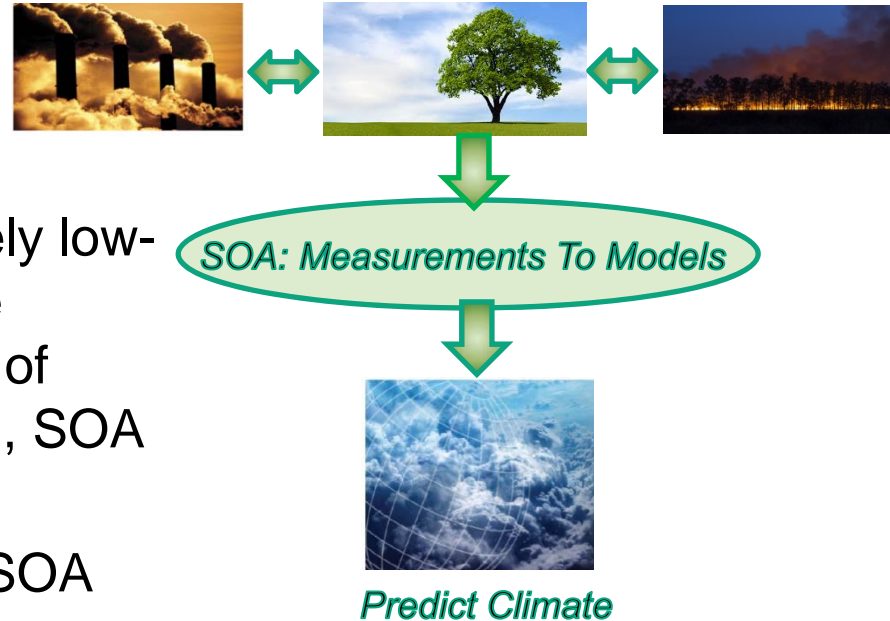 ely low-
SOA: Measurements To Models
of
, SOA
SOA
Predict Climate